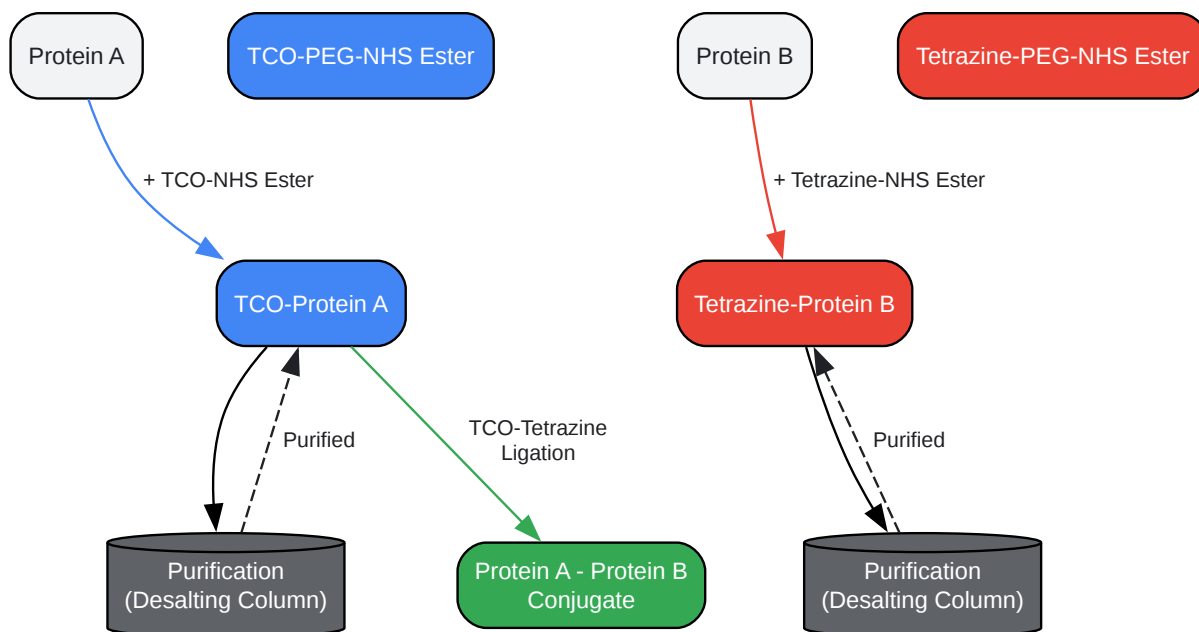 Protein A
TCO-PEG-NHS Ester
Protein B
Tetrazine-PEG-NHS Ester
+ TCO-NHS Ester
+ Tetrazine-NHS Ester
TCO-Protein A
Tetrazine-Protein B
Purified
TCO-Tetrazine
Ligation
Purified
Purification
(Desalting Column)
Protein A - Protein B
Conjugate
Purification
(Desalting Column)